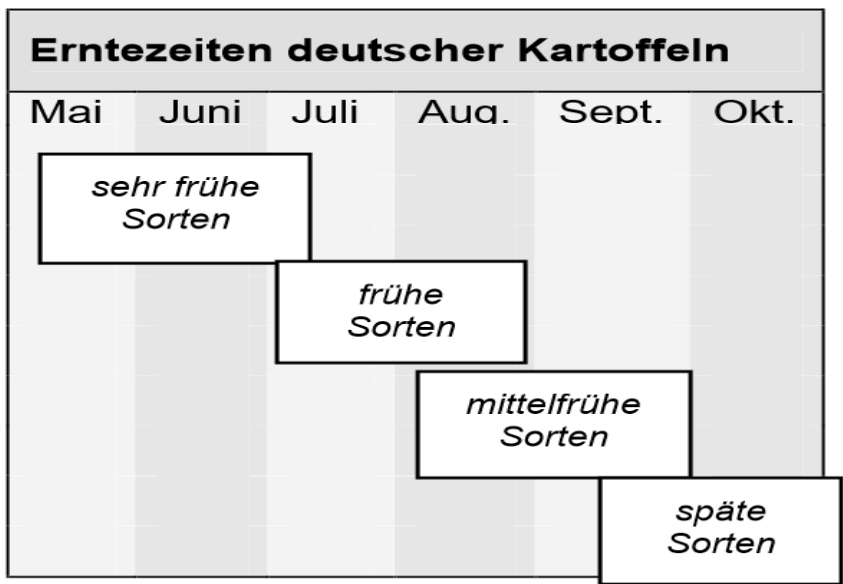 Erntezeiten deutscher Kartoffeln
Mai Juni Juli Aug. Sept. Okt.
sehr frühe
Sorten
frühe
Sorten
mittelfrühe
Sorten
späte
Sorten